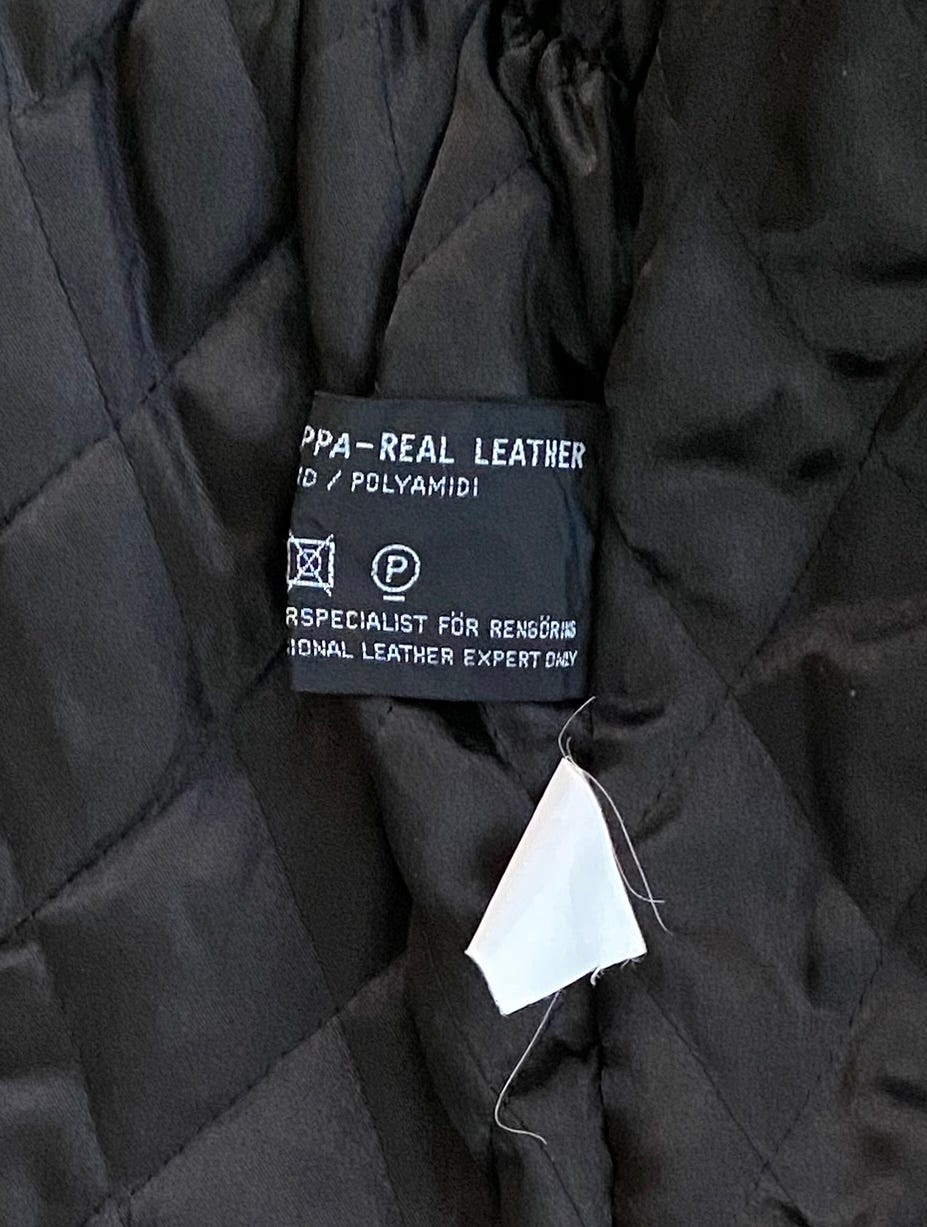 PPA-REAL LEATHER
ID / POLYAMIDI
P
RSPECIALIST FÖR RENGÖRING
IONAL LEATHER EXPERT ONLY